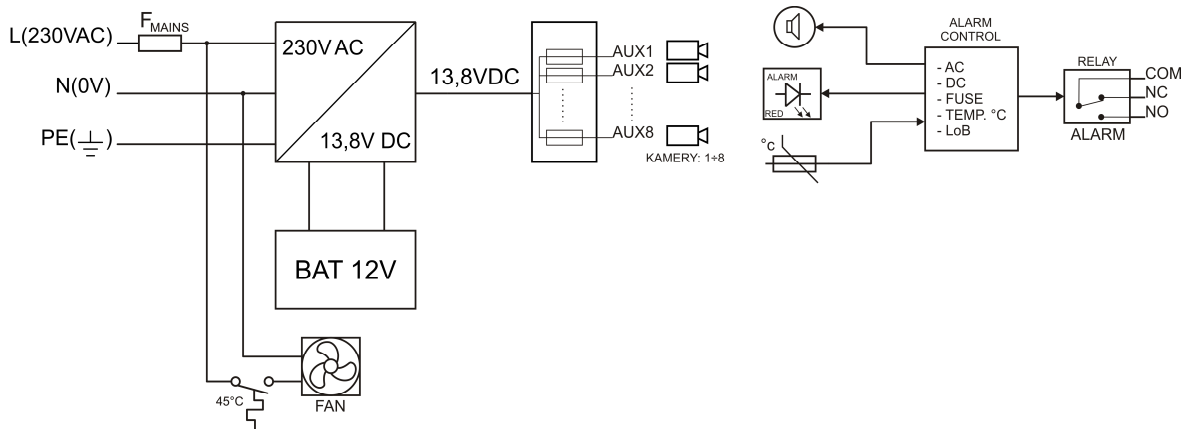 L(230VAC)
F MAINS
N(0V)
PE( )
230V AC
13,8V DC
13,8VDC
BAT 12V
45°C
FAN
AUX1
AUX2
AUX8
KAMERY: 1÷8
ALARM
RED
°c
ALARM
CONTROL
- AC
- DC
- FUSE
- TEMP. °C
- LoB
RELAY
COM
NC
NO
ALARM